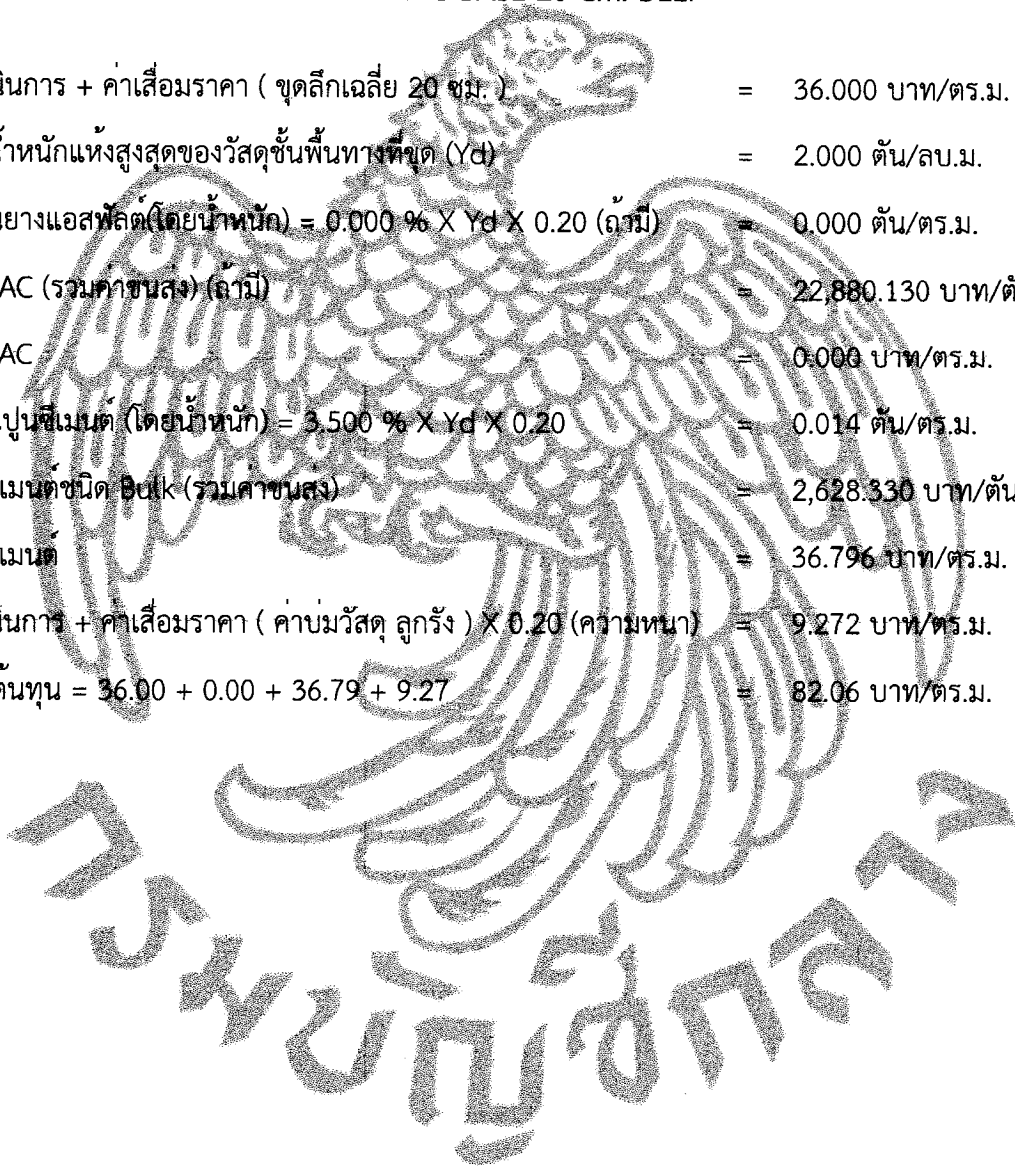 นินการ + ค่าเสื่อมราคา ( ขุดลึกเฉลี่ย 20 ซม. ) = 36.000 บาท/ตร.ม.
น้ำหนักแห้งสูงสุดของวัสดุชั้นพื้นทางที่ขุด (Yd) = 2.000 ตัน/ลบ.ม.
ยางแอสฟัลต์(โดยน้ำหนัก) = 0.000 % X Yd X 0.20 (ถ้ามี) = 0.000 ตัน/ตร.ม.
AC (รวมค่าขนส่ง) (ถ้ามี) = 22,880.130 บาท/ตั
AC = 0.000 บาท/ตร.ม.
ปูนซีเมนต์ (โดยน้ำหนัก) = 3.500 % X Yd X 0.20 = 0.014 ตัน/ตร.ม.
เมนต์ชนิด Bulk (รวมค่าขนส่ง) = 2,628.330 บาท/ตัน
เมนต์ = 36.796 บาท/ตร.ม.
นินการ + ค่าเสื่อมราคา ( ค่าบ่มวัสดุ ลูกรัง ) X 0.20 (ความหนา) = 9.272 บาท/ตร.ม.
ต้นทุน = 36.00 + 0.00 + 36.79 + 9.27 = 82.06 บาท/ตร.ม.
กรมบัญชีกลาง